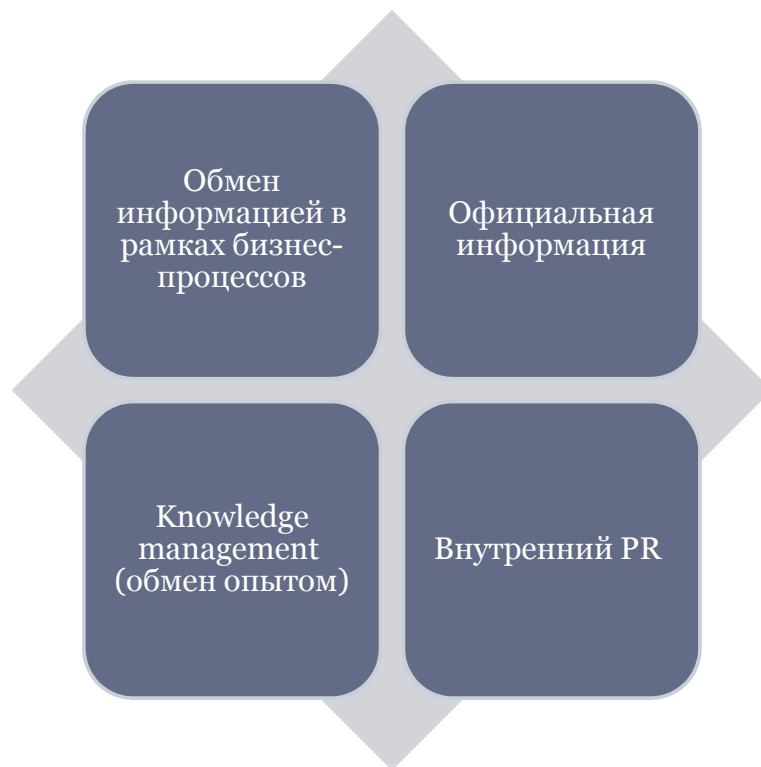 Обмен
информацией в
рамках бизнес-
процессов
Официальная
информация
Knowledge
management
(обмен опытом)
Внутренний PR